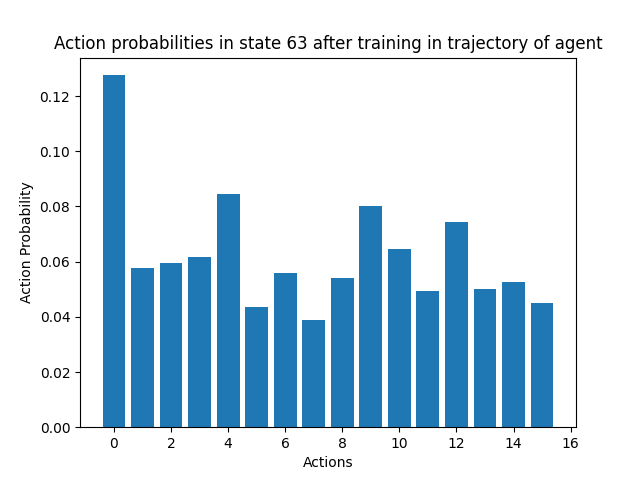 Action probabilities in state 63 after training in trajectory of agent
0.12
0.10
0.08
0.06
0.04
0.02
0.00
Action Probability
0 2 4 6 8 10 12 14 16
Actions